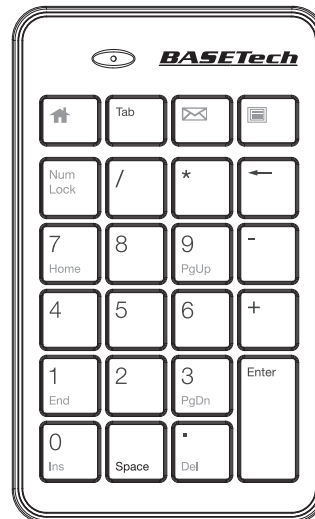 BASETech
Tab
Num Lock / * ←
7 Home 8 9 PgUp -
4 5 6 +
1 End 2 3 PgDn Enter
0 Ins Space . Del